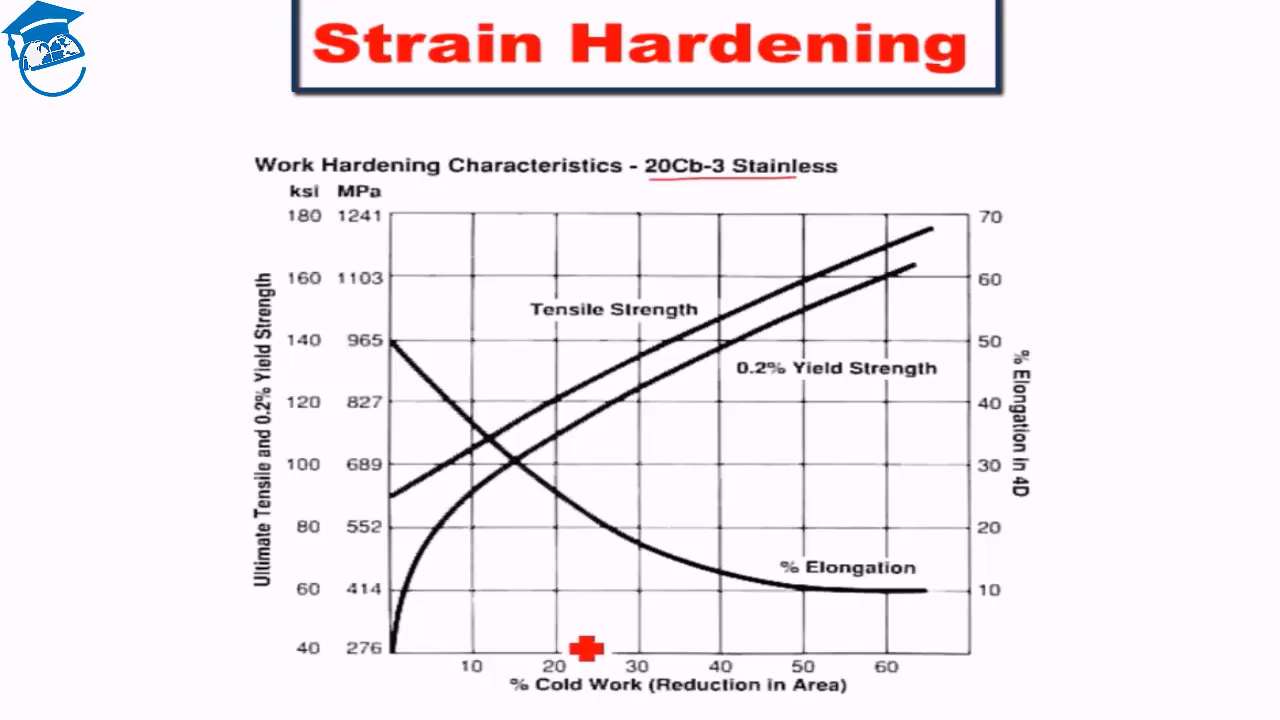 Strain Hardening
Work Hardening Characteristics - 20Cb-3 Stainless
ksi MPa
180 1241 70
160 1103 60
Tensile Strength
140 965 50
0.2% Yield Strength
120 827 40
100 689 30
80 552 20
% Elongation
60 414 10
40 276
10 20 30 40 50 60
% Cold Work (Reduction in Area)
Ultimate Tensile and 0.2% Yield Strength
% Elongation in 4D